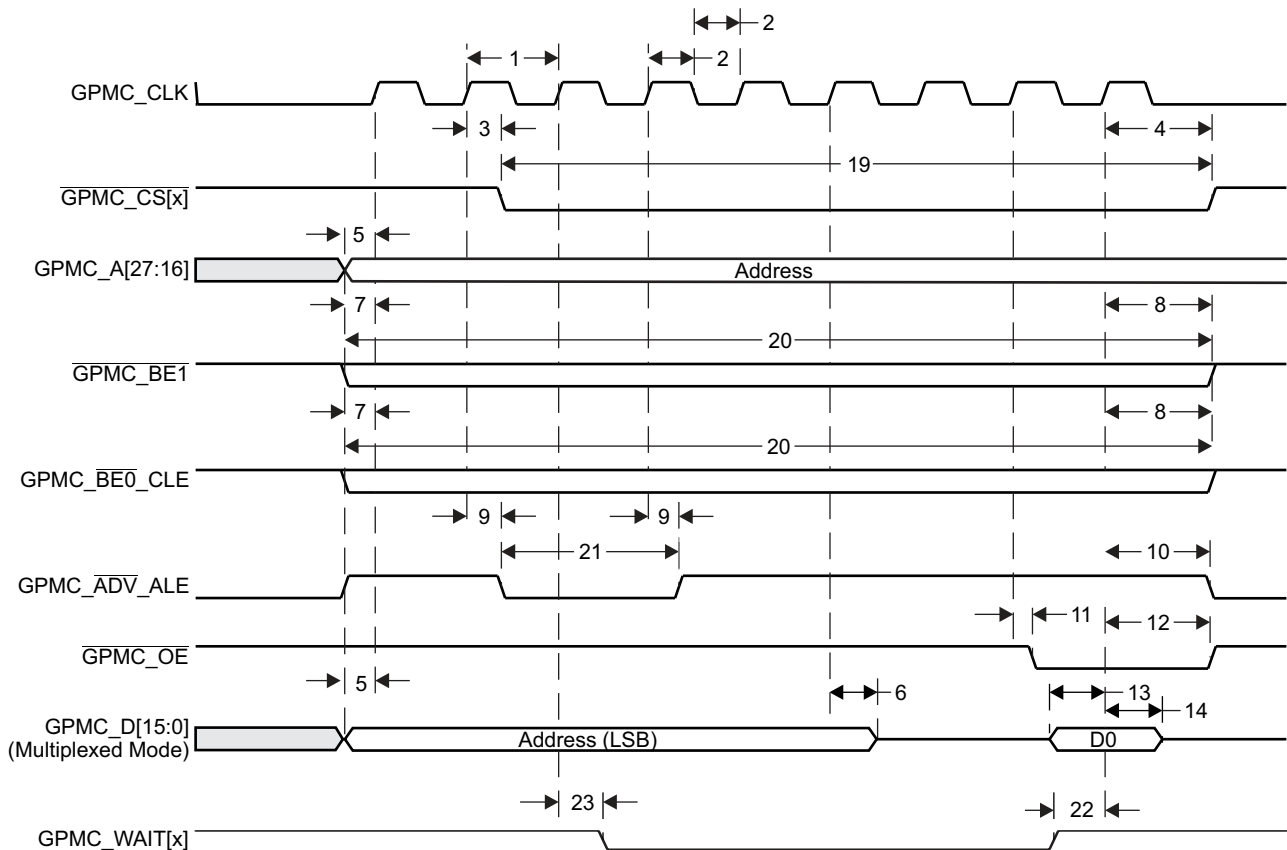 2
1
2
GPMC_CLK
3
4
19
GPMC_CS[x]
5
GPMC_A[27:16]
Address
7
8
20
GPMC_BE1
7
8
20
GPMC_BE0_CLE
9
9
21
10
GPMC_ADV_ALE
11
12
GPMC_OE
5
6
13
14
GPMC_D[15:0]
(Multiplexed Mode)
Address (LSB)
D0
23
22
GPMC_WAIT[x]